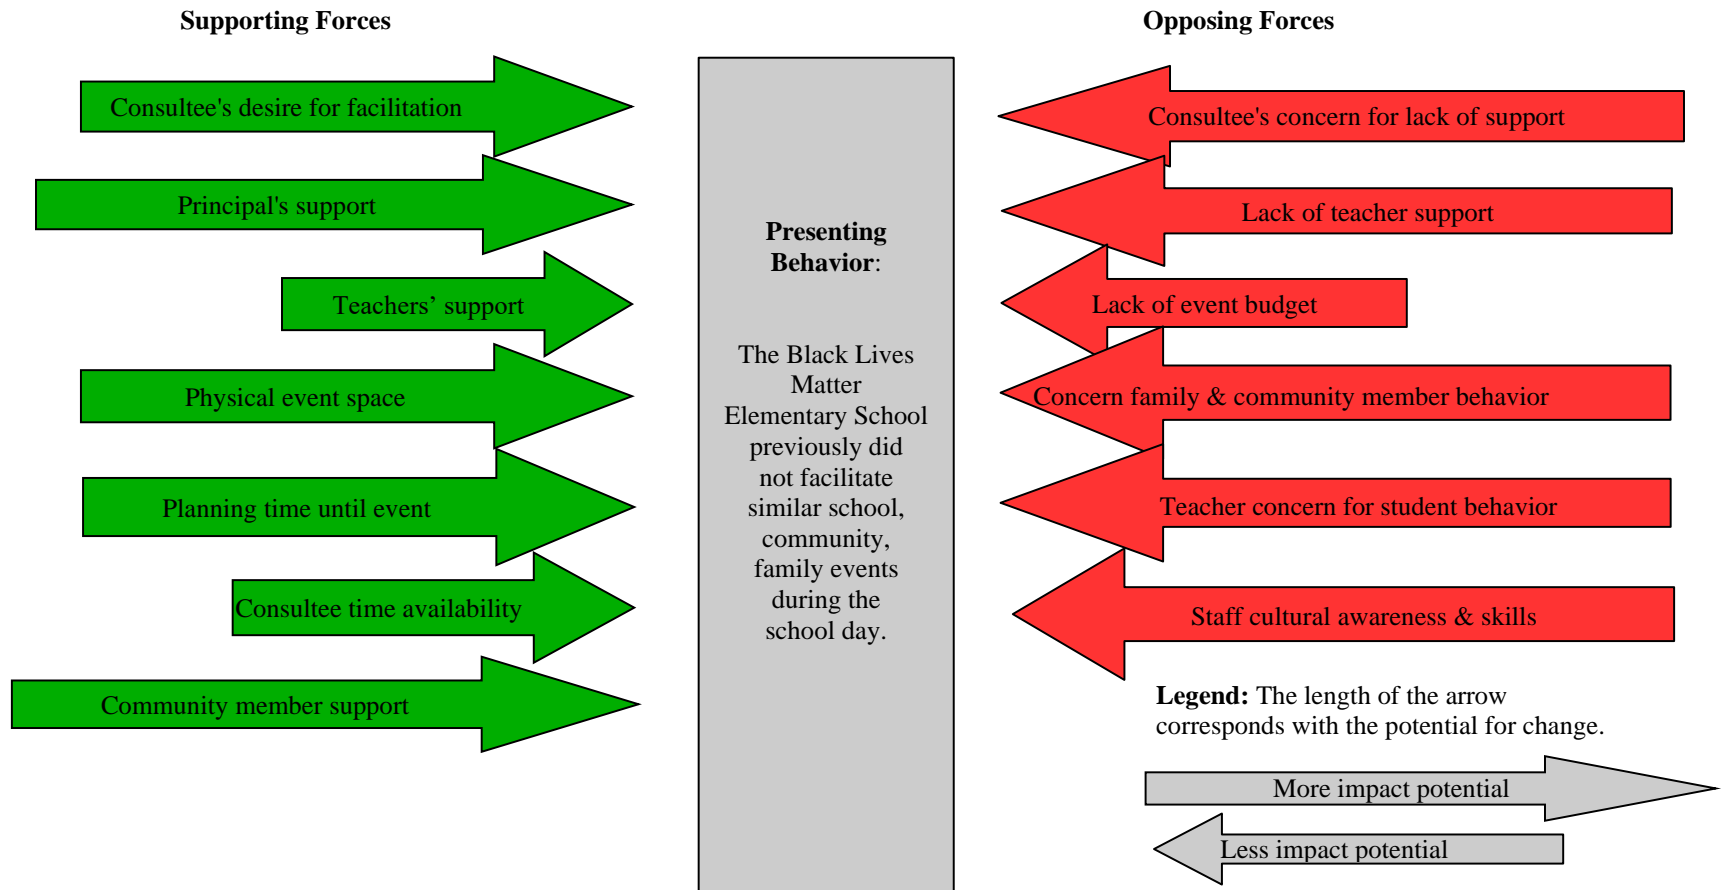 Supporting Forces
Consultee's desire for facilitation
Principal's support
Teachers’ support
Physical event space
Planning time until event
Consultee time availability
Community member support
Presenting
Behavior:
The Black Lives
Matter
Elementary School
previously did
not facilitate
similar school,
community,
family events
during the
school day.
Opposing Forces
Consultee's concern for lack of support
Lack of teacher support
Lack of event budget
Concern family & community member behavior
Teacher concern for student behavior
Staff cultural awareness & skills
Legend: The length of the arrow
corresponds with the potential for change.
More impact potential
Less impact potential